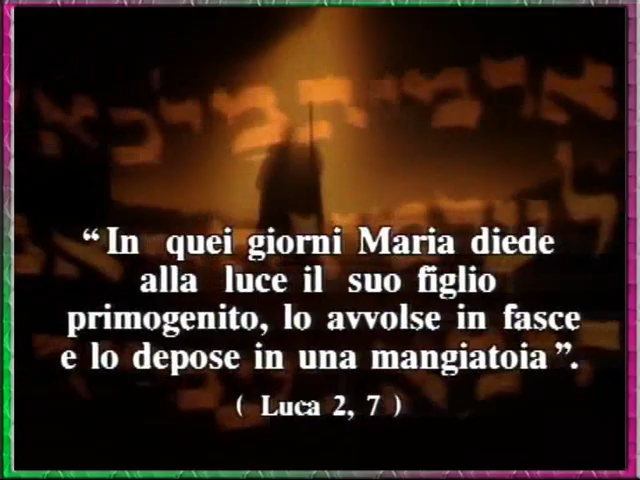 “ In quei giorni Maria diede
alla luce il suo figlio
primogenito, lo avvolse in fasce
e lo depose in una mangiatoia ”.
( Luca 2, 7 )